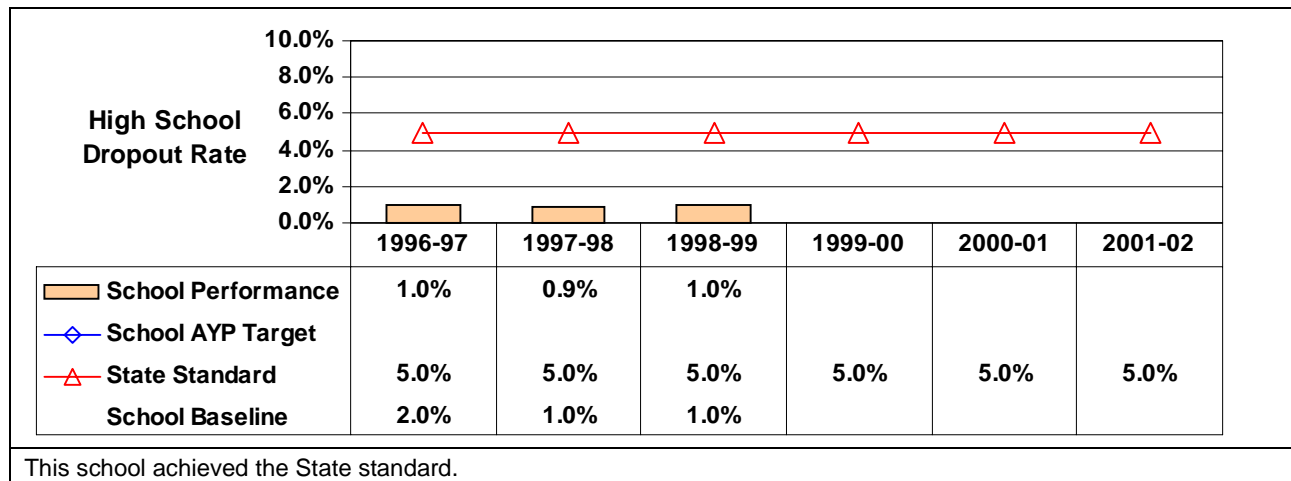 10.0%
8.0%
6.0%
4.0%
2.0%
0.0%
High School
Dropout Rate
1996-97 1997-98 1998-99 1999-00 2000-01 2001-02
School Performance 1.0% 0.9% 1.0%
School AYP Target
State Standard 5.0% 5.0% 5.0% 5.0% 5.0% 5.0%
School Baseline 2.0% 1.0% 1.0%
This school achieved the State standard.